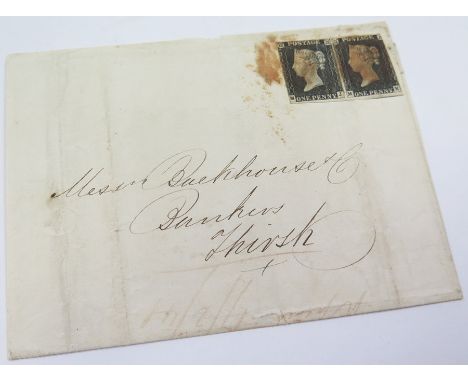 POSTAGE POSTAGE
ONE PENNY ONE PENNY
Messrs Backhouse & Co
Bankers
Thirsk